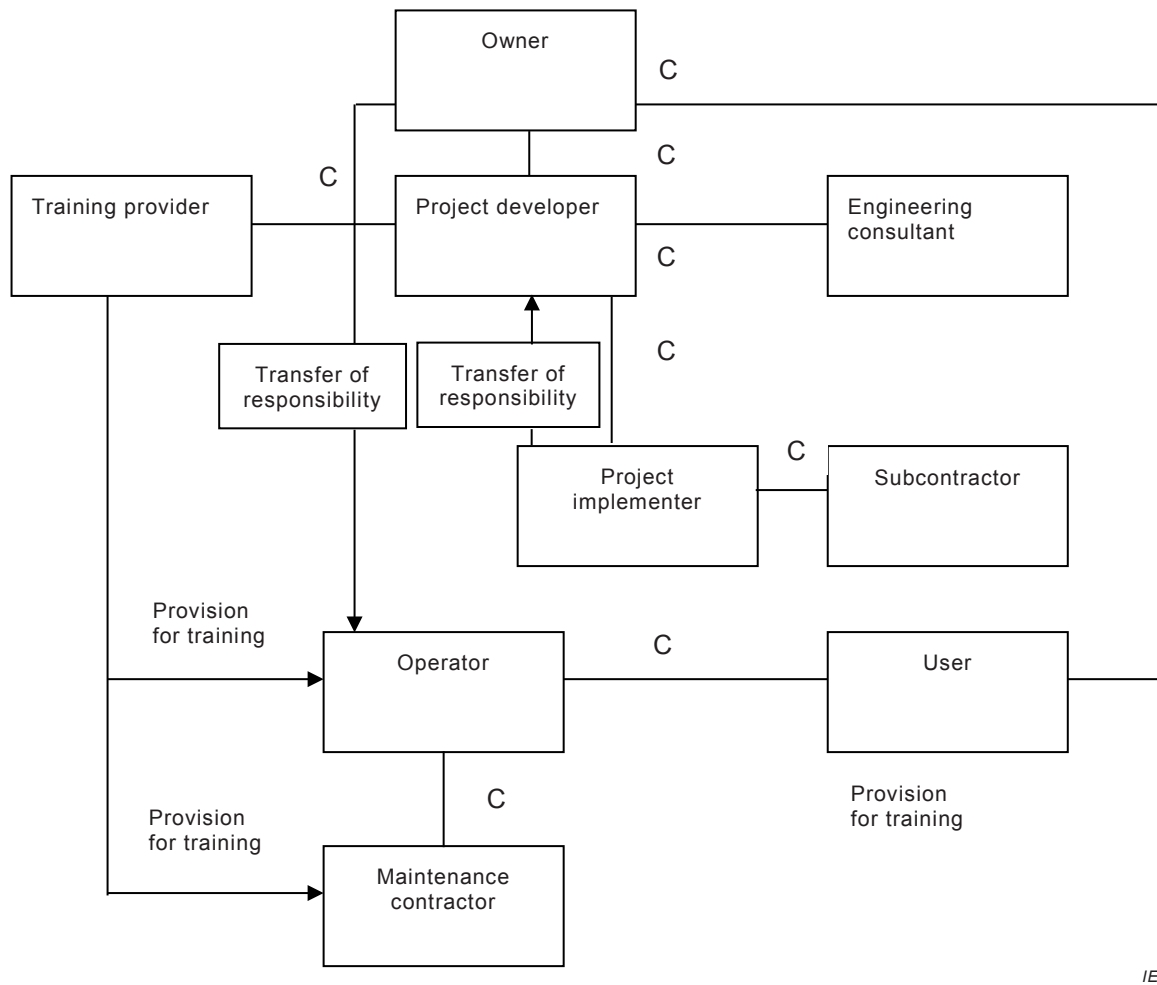 Owner
C
C
C
Training provider
Project developer
Engineering
consultant
C
C
Transfer of
responsibility
Transfer of
responsibility
C
Project
implementer
Subcontractor
Provision
for training
C
Operator
User
Provision
for training
C
Provision
for training
Maintenance
contractor
IE